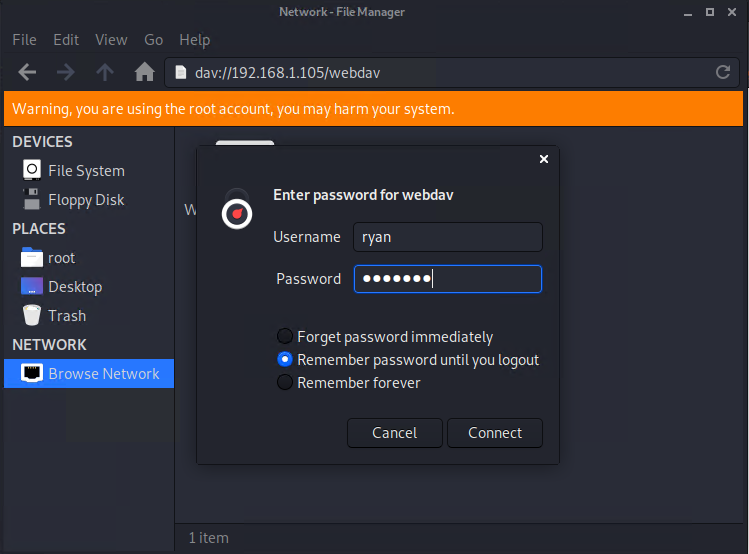 Network - File Manager
File Edit View Go Help
dav://192.168.1.105/webdav
Warning, you are using the root account, you may harm your system.
DEVICES
File System
Floppy Disk
PLACES
root
Desktop
Trash
NETWORK
Browse Network
W
Enter password for webdav
Username ryan
Password ●●●●●●●
Forget password immediately
Remember password until you logout
Remember forever
Cancel Connect
1 item